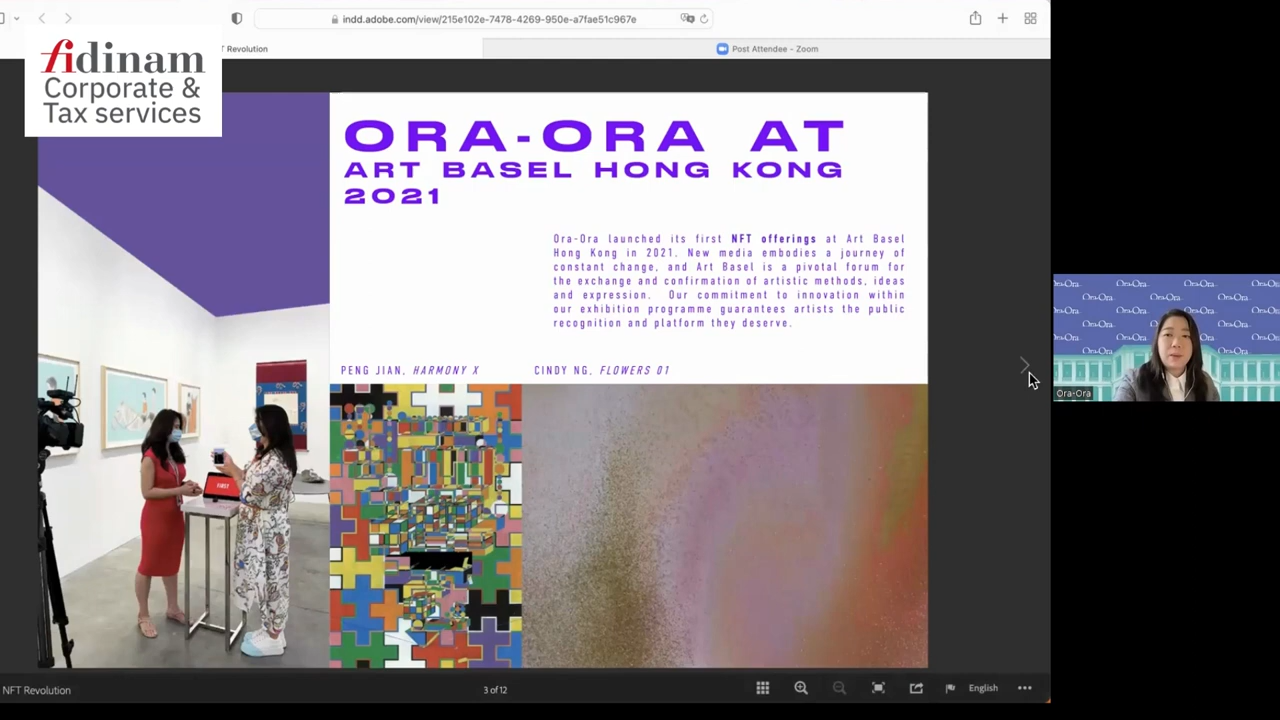 indd.adobe.com/view/215e102e-7478-4269-950e-a7fae51c967e
T Revolution
Post Attendee - Zoom
fidinam
Corporate &
Tax services
ORA-ORA AT
ART BASEL HONG KONG
2021
Ora-Ora launched its first NFT offerings at Art Basel
Hong Kong in 2021. New media embodies a journey of
constant change, and Art Basel is a pivotal forum for
the exchange and confirmation of artistic methods, ideas
and expression. Our commitment to innovation within
our exhibition programme guarantees artists the public
recognition and platform they deserve.
PENG JIAN, HARMONY X
CINDY NG, FLOWERS 01
FIRST
Ora-Ora
NFT Revolution
3 of 12
English